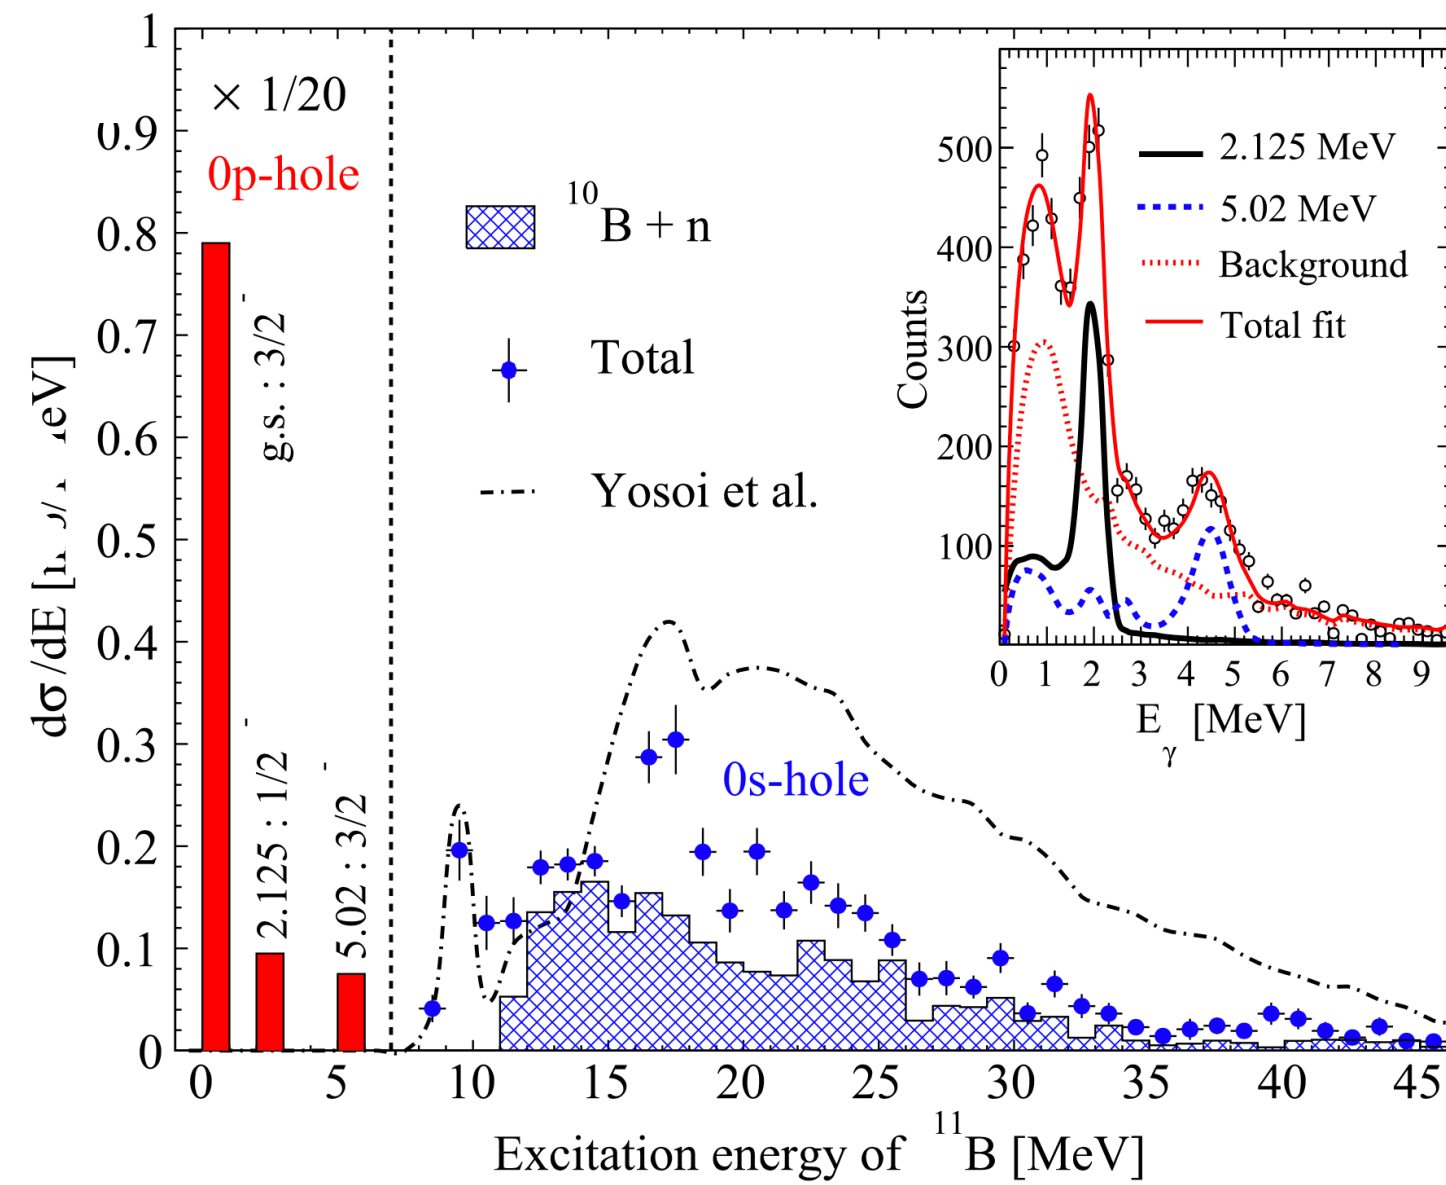 1
0.9
0.8
0.7
0.6
0.5
0.4
0.3
0.2
0.1
0
dσ/dE
× 1/20
0p-hole
g.s. : 3/2⁻
2.125 : 1/2⁻
5.02 : 3/2⁻
¹⁰B + n
Total
Yosoi et al.
0s-hole
0 5 10 15 20 25 30 35 40 45
Excitation energy of ¹¹B [MeV]
Counts
500
400
300
200
100
2.125 MeV
5.02 MeV
Background
Total fit
0 1 2 3 4 5 6 7 8 9
Eγ [MeV]